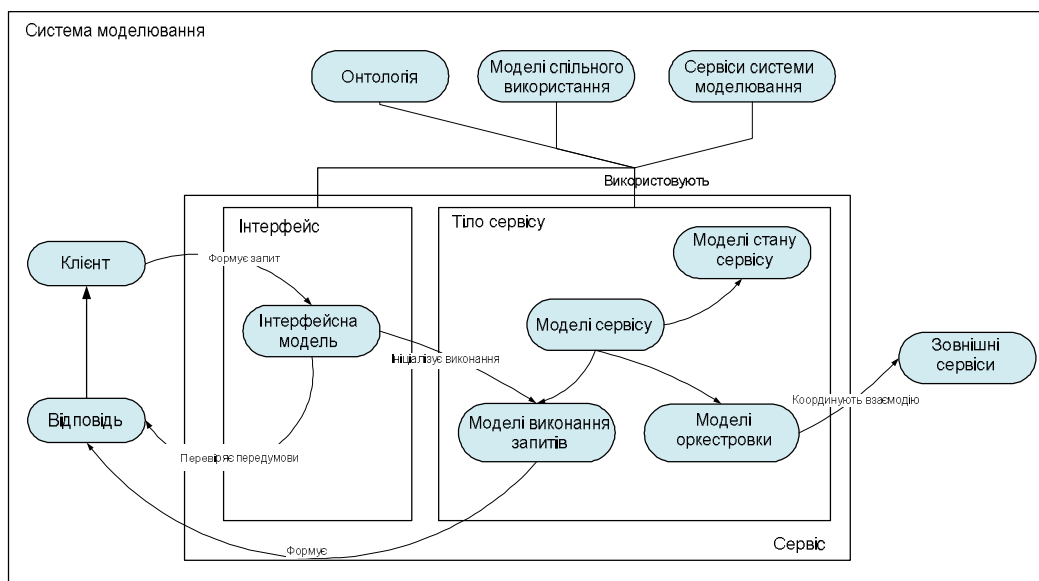 Система моделювання
Онтологія
Моделі спільного
використання
Сервіси системи
моделювання
Використовують
Інтерфейс
Тіло сервісу
Моделі стану
сервісу
Клієнт
Формує запит
Інтерфейсна
модель
Моделі сервісу
Ініціалізує виконання
Зовнішні
сервіси
Координують взаємодію
Відповідь
Моделі виконання
запитів
Моделі
оркестровки
Перевіряє передумови
Формує
Сервіс